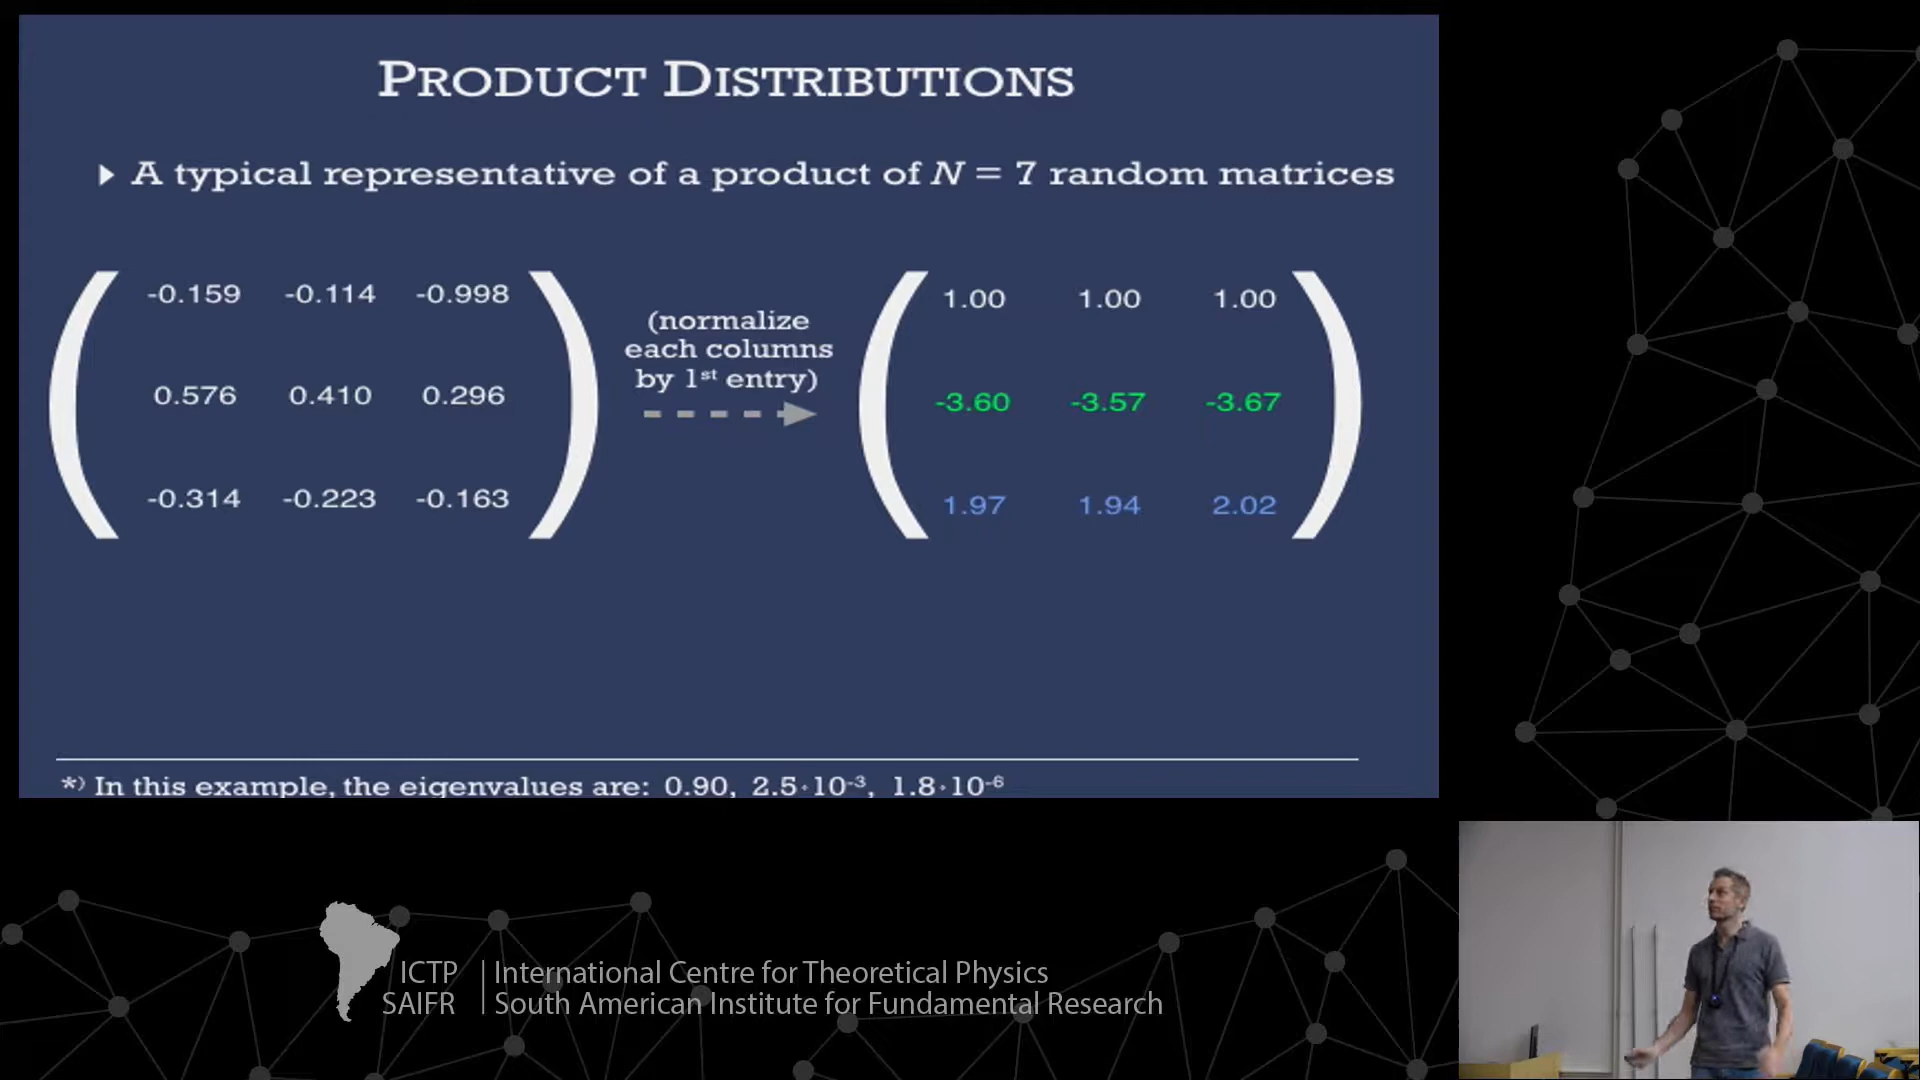 PRODUCT DISTRIBUTIONS
A typical representative of a product of N = 7 random matrices
-0.159 -0.114 -0.998
0.576 0.410 0.296
-0.314 -0.223 -0.163
(normalize
each columns
by 1st entry)
1.00 1.00 1.00
-3.60 -3.57 -3.67
1.97 1.94 2.02
*) In this example, the eigenvalues are: 0.90, 2.5·10-3, 1.8·10-6
ICTP
SAIFR
International Centre for Theoretical Physics
South American Institute for Fundamental Research